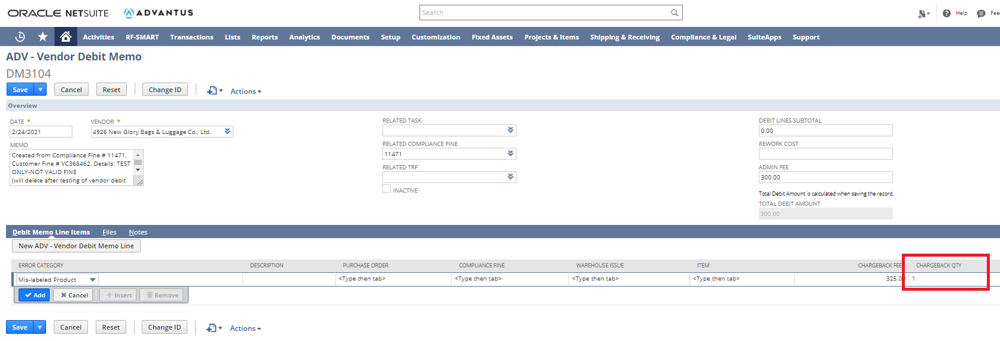 ORACLE NETSUITE ADVANTUS Search Help
Activities RF-SMART Transactions Lists Reports Analytics Documents Setup Customization Fixed Assets Projects & Items Shipping & Receiving Compliance & Legal SuiteApps Support
ADV - Vendor Debit Memo
DM3104
Save Cancel Reset Change ID Actions
Overview
DATE * VENDOR * RELATED TASK DEBIT LINES SUBTOTAL
2/24/2021 4926 New Glory Bags & Luggage Co., Ltd. 0.00
MEMO RELATED COMPLIANCE FINE REWORK COST
Created from Compliance Fine # 11471, 11471
Customer Fine # VC368462. Details: TEST
ONLY-NOT VALID FINE RELATED TRF ADMIN FEE
(will delete after testing of vendor debit 300.00
INACTIVE
Total Debit Amount is calculated when saving the record.
TOTAL DEBIT AMOUNT
300.00
Debit Memo Line Items Files Notes
New ADV - Vendor Debit Memo Line
ERROR CATEGORY DESCRIPTION PURCHASE ORDER COMPLIANCE FINE WAREHOUSE ISSUE ITEM CHARGEBACK FEE CHARGEBACK QTY
Mis-labeled Product <Type then tab> <Type then tab> <Type then tab> <Type then tab> 325.00 1
Add Cancel Insert Remove
Save Cancel Reset Change ID Actions